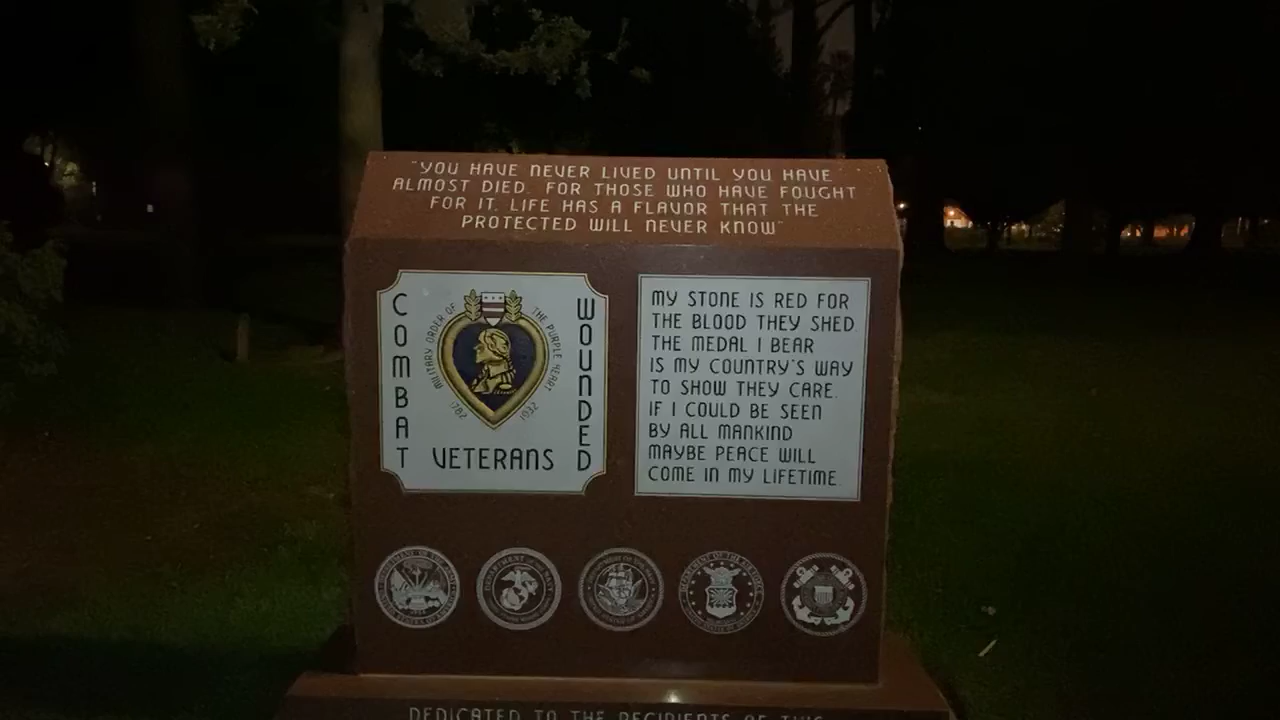 "YOU HAVE NEVER LIVED UNTIL YOU HAVE
ALMOST DIED. FOR THOSE WHO HAVE FOUGHT
FOR IT, LIFE HAS A FLAVOR THAT THE
PROTECTED WILL NEVER KNOW"
COMBAT
WOUNDED
VETERANS
MILITARY ORDER OF
THE PURPLE HEART
1782
1932
MY STONE IS RED FOR
THE BLOOD THEY SHED.
THE MEDAL I BEAR
IS MY COUNTRY'S WAY
TO SHOW THEY CARE.
IF I COULD BE SEEN
BY ALL MANKIND
MAYBE PEACE WILL
COME IN MY LIFETIME.
DEDICATED TO THE RECIPIENTS OF THIS